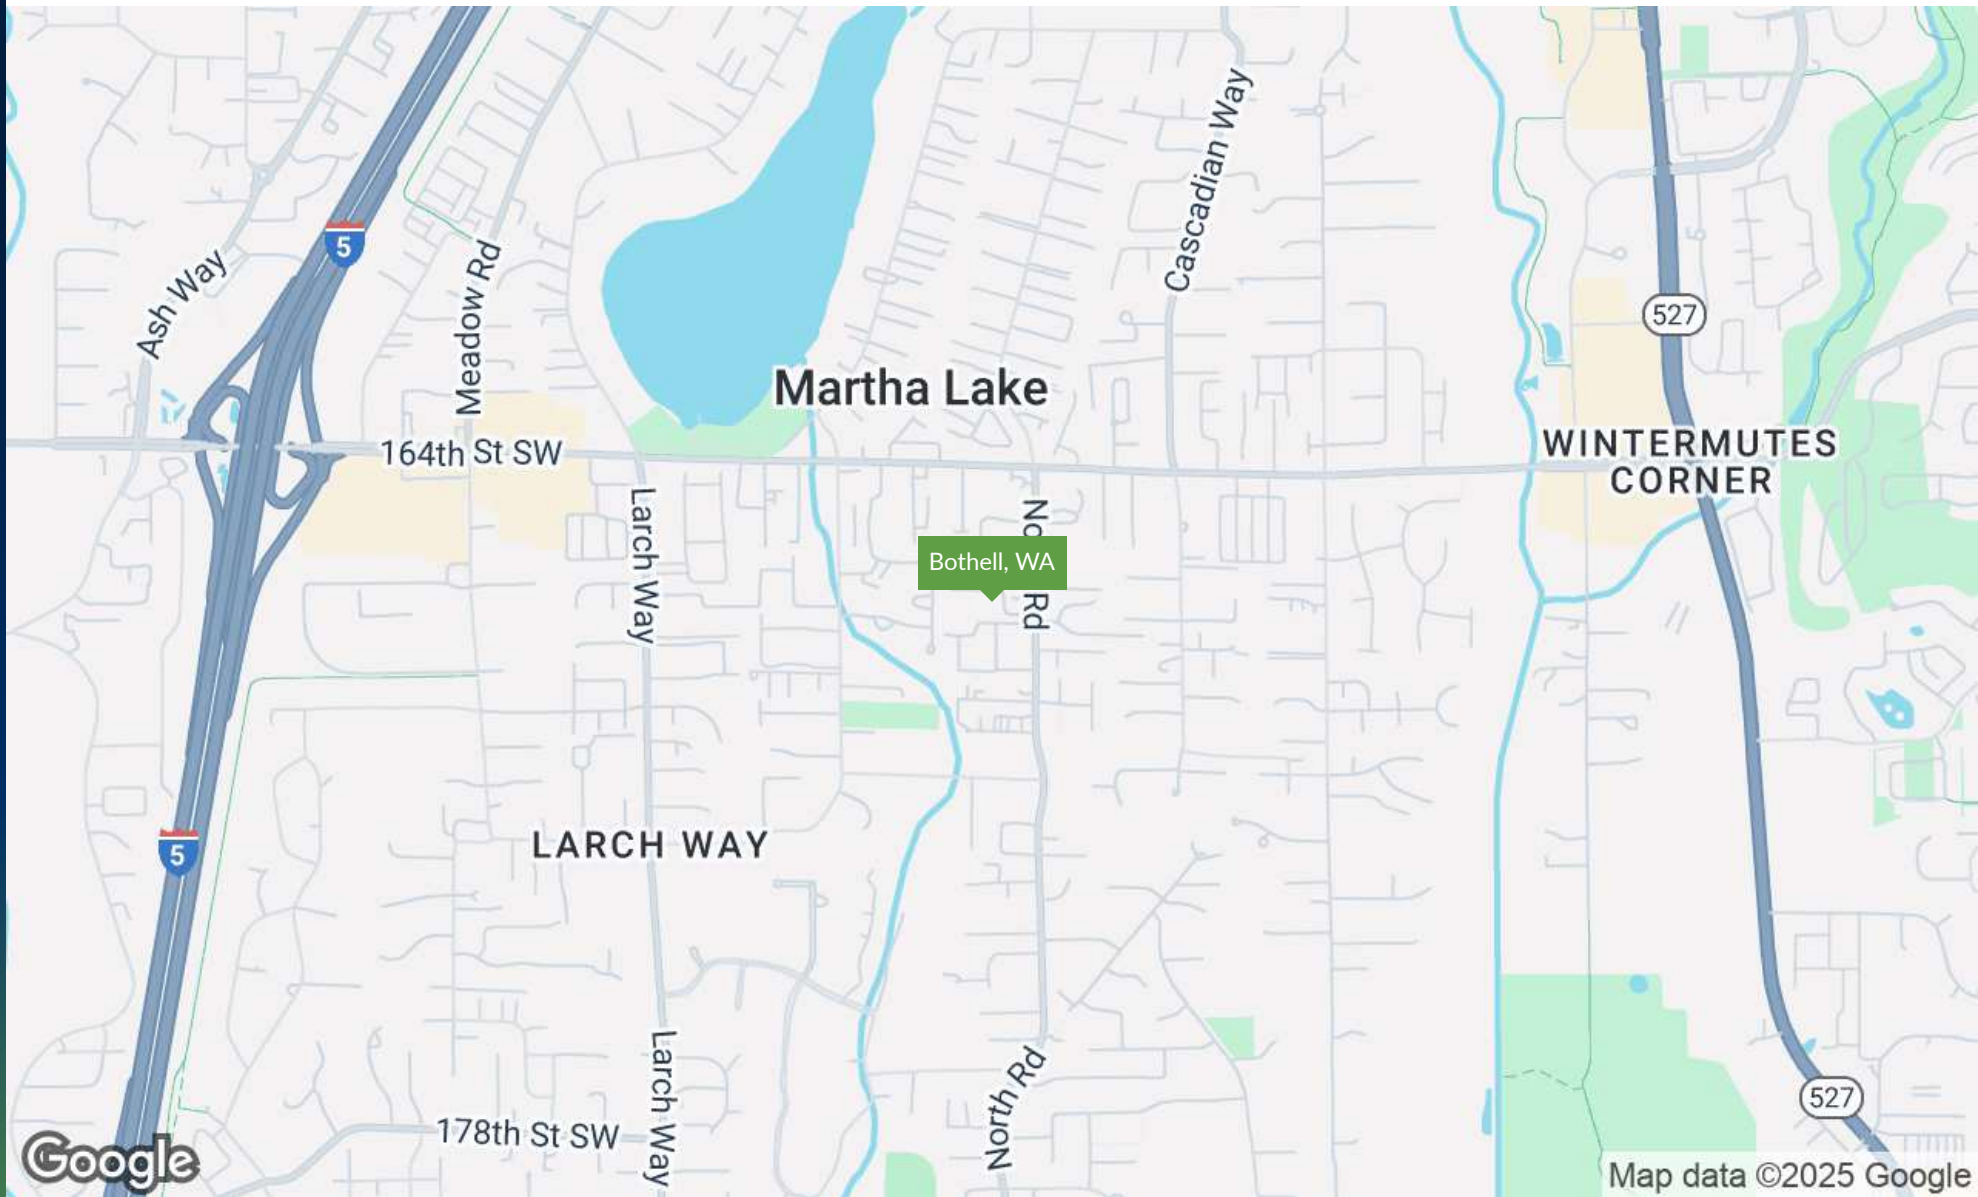 Cascadian Way
5
Ash Way
Meadow Rd
527
Martha Lake
164th St SW
WINTERMUTES
CORNER
Larch Way
Rd
Bothell, WA
5
LARCH WAY
Larch Way
North Rd
527
178th St SW
Google
Map data ©2025 Google